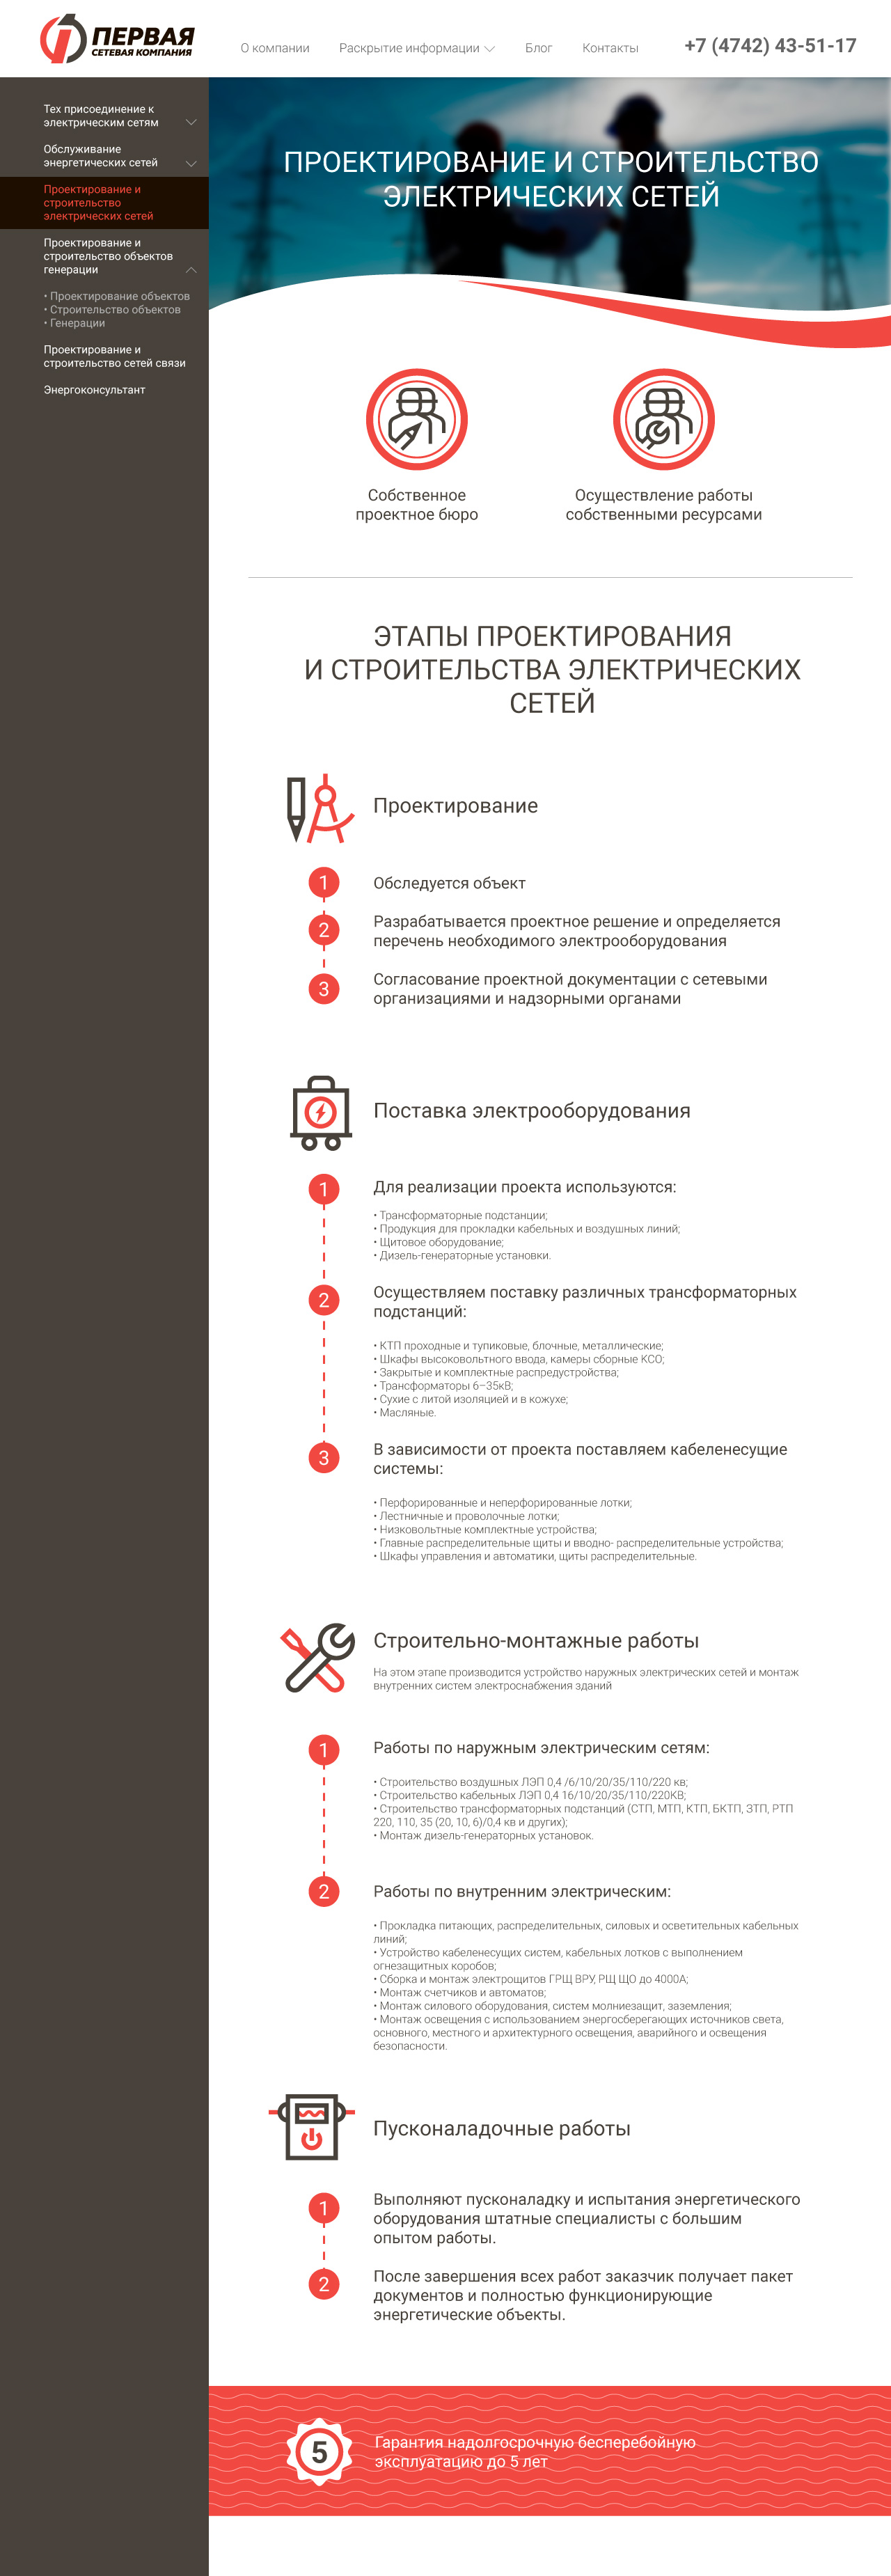 ПЕРВАЯ
СЕТЕВАЯ КОМПАНИЯ
О компании
Раскрытие информации
Блог
Контакты
+7 (4742) 43-51-17
Тех присоединение к
электрическим сетям
Обслуживание
энергетических сетей
Проектирование и
строительство
электрических сетей
Проектирование и
строительство объектов
генерации
• Проектирование объектов
• Строительство объектов
• Генерации
Проектирование и
строительство сетей связи
Энергоконсультант
ПРОЕКТИРОВАНИЕ И СТРОИТЕЛЬСТВО
ЭЛЕКТРИЧЕСКИХ СЕТЕЙ
Собственное
проектное бюро
Осуществление работы
собственными ресурсами
ЭТАПЫ ПРОЕКТИРОВАНИЯ
И СТРОИТЕЛЬСТВА ЭЛЕКТРИЧЕСКИХ
СЕТЕЙ
Проектирование
1
Обследуется объект
2
Разрабатывается проектное решение и определяется
перечень необходимого электрооборудования
3
Согласование проектной документации с сетевыми
организациями и надзорными органами
Поставка электрооборудования
1
Для реализации проекта используются:
• Трансформаторные подстанции;
• Продукция для прокладки кабельных и воздушных линий;
• Щитовое оборудование;
• Дизель-генераторные установки.
2
Осуществляем поставку различных трансформаторных
подстанций:
• КТП проходные и тупиковые, блочные, металлические;
• Шкафы высоковольтного ввода, камеры сборные КСО;
• Закрытые и комплектные распредустройства;
• Трансформаторы 6–35кВ;
• Сухие с литой изоляцией и в кожухе;
• Масляные.
3
В зависимости от проекта поставляем кабеленесущие
системы:
• Перфорированные и неперфорированные лотки;
• Лестничные и проволочные лотки;
• Низковольтные комплектные устройства;
• Главные распределительные щиты и вводно- распределительные устройства;
• Шкафы управления и автоматики, щиты распределительные.
Строительно-монтажные работы
На этом этапе производится устройство наружных электрических сетей и монтаж
внутренних систем электроснабжения зданий
1
Работы по наружным электрическим сетям:
• Строительство воздушных ЛЭП 0,4 /6/10/20/35/110/220 кв;
• Строительство кабельных ЛЭП 0,4 16/10/20/35/110/220КВ;
• Строительство трансформаторных подстанций (СТП, МТП, КТП, БКТП, ЗТП, РТП
220, 110, 35 (20, 10, 6)/0,4 кв и других);
• Монтаж дизель-генераторных установок.
2
Работы по внутренним электрическим:
• Прокладка питающих, распределительных, силовых и осветительных кабельных
линий;
• Устройство кабеленесущих систем, кабельных лотков с выполнением
огнезащитных коробов;
• Сборка и монтаж электрощитов ГРЩ ВРУ, РЩ ЩО до 4000А;
• Монтаж счетчиков и автоматов;
• Монтаж силового оборудования, систем молниезащит, заземления;
• Монтаж освещения с использованием энергосберегающих источников света,
основного, местного и архитектурного освещения, аварийного и освещения
безопасности.
Пусконаладочные работы
1
Выполняют пусконаладку и испытания энергетического
оборудования штатные специалисты с большим
опытом работы.
2
После завершения всех работ заказчик получает пакет
документов и полностью функционирующие
энергетические объекты.
5
Гарантия надолгосрочную бесперебойную
эксплуатацию до 5 лет